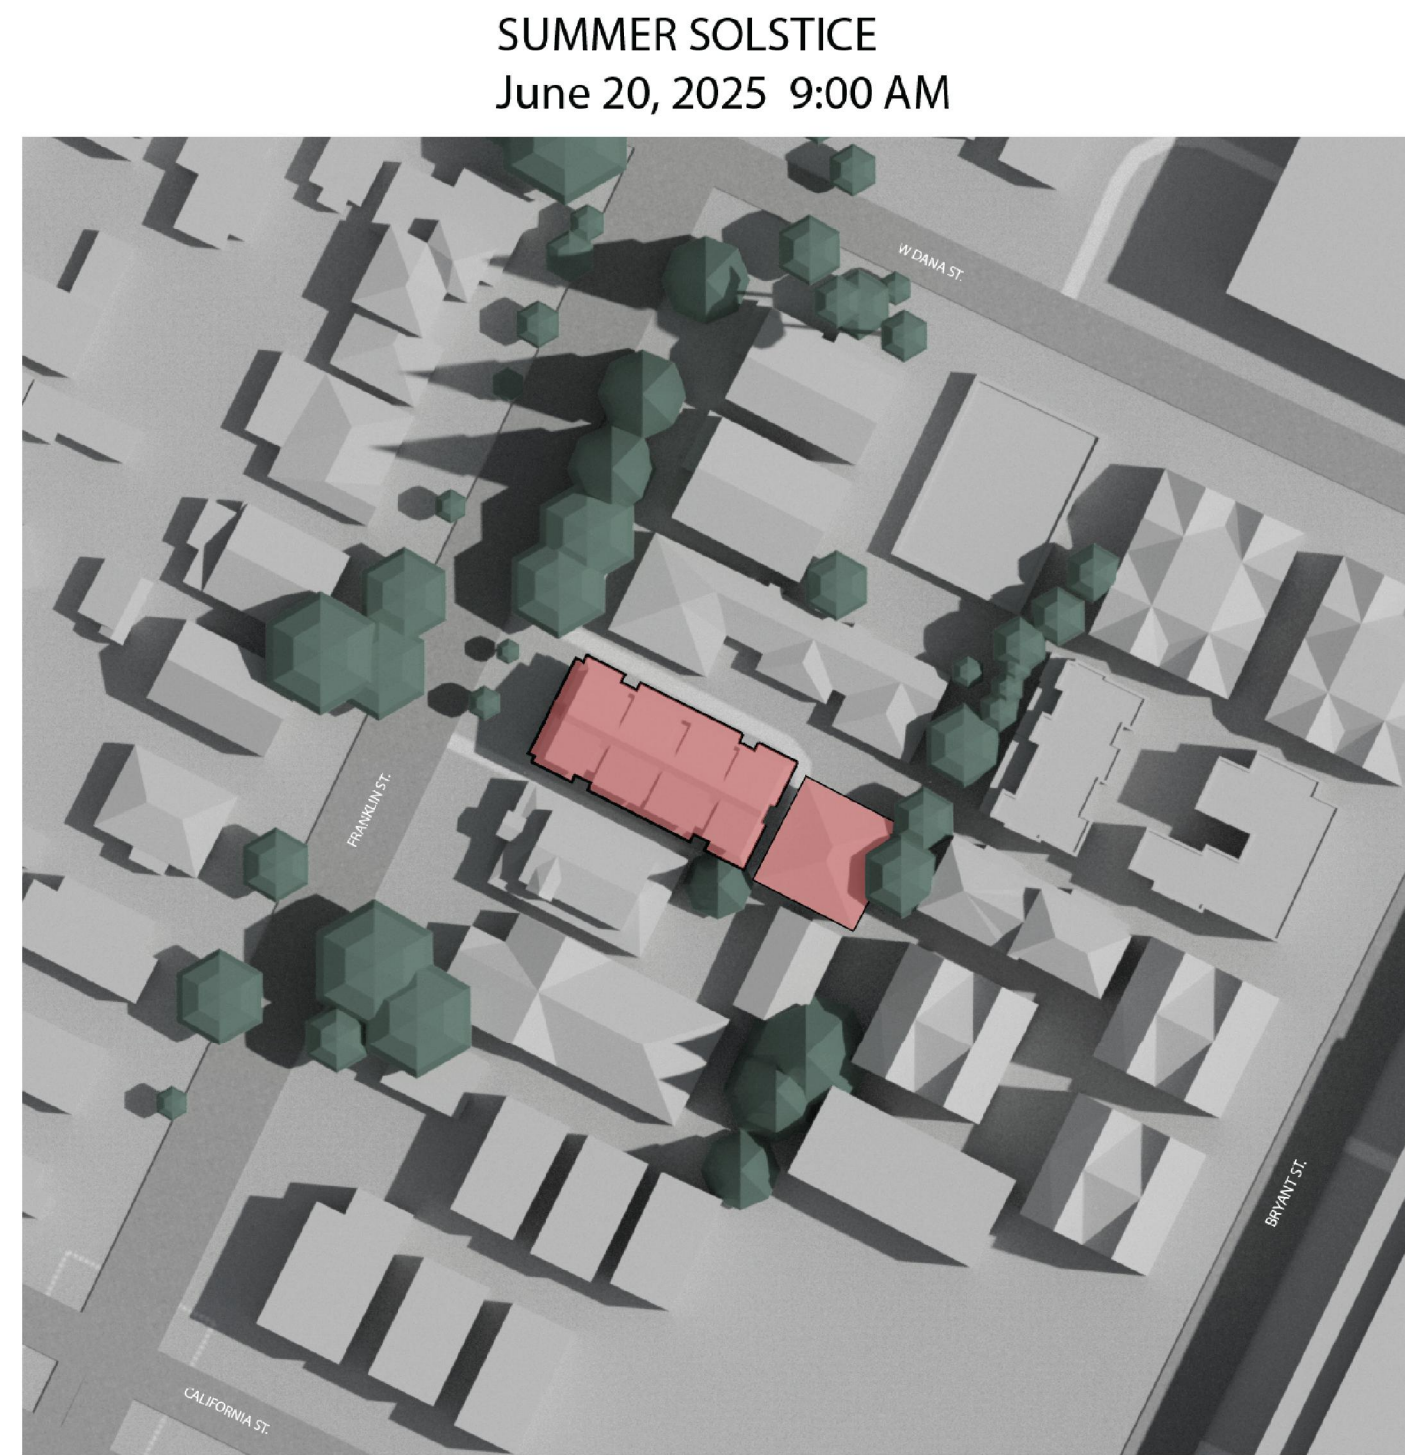 SUMMER SOLSTICE
June 20, 2025  9:00 AM
W DANA ST.
FRANKLIN ST.
BRYANT ST.
CALIFORNIA ST.